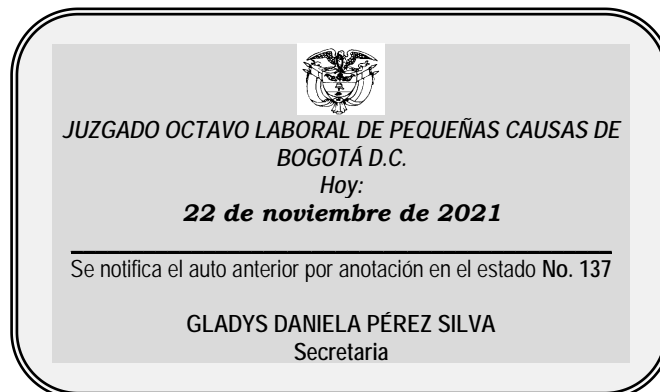 JUZGADO OCTAVO LABORAL DE PEQUEÑAS CAUSAS DE
BOGOTÁ D.C.
Hoy:
22 de noviembre de 2021
Se notifica el auto anterior por anotación en el estado No. 137
GLADYS DANIELA PÉREZ SILVA
Secretaria